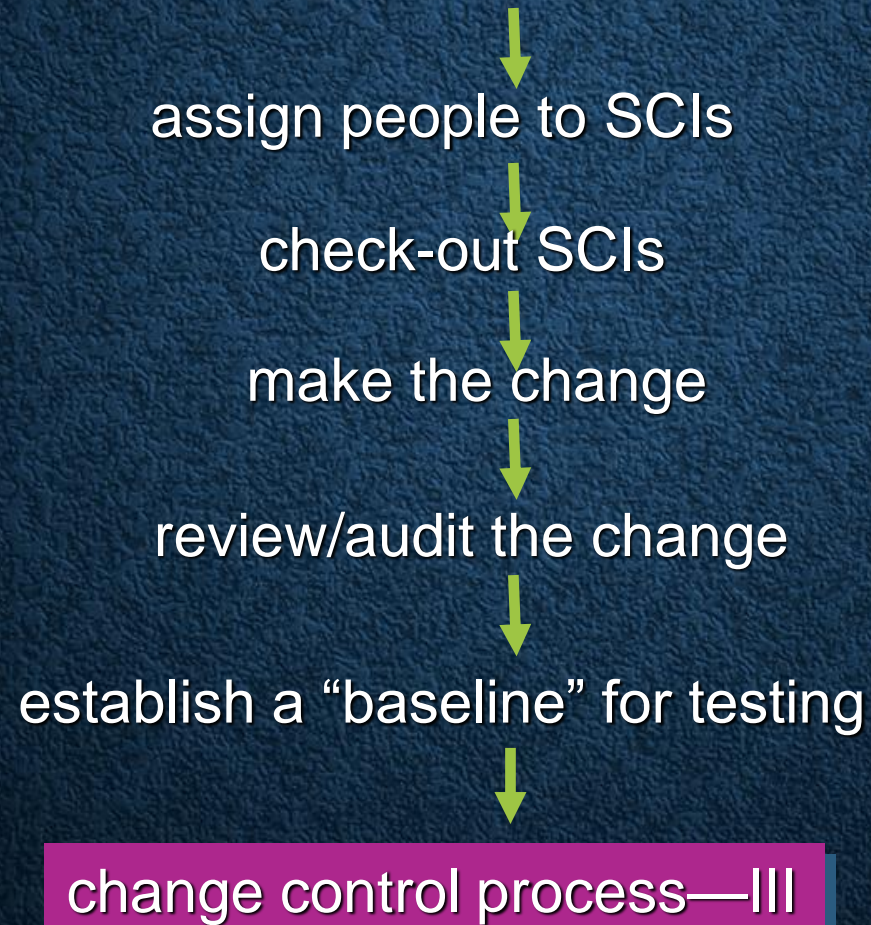 assign people to SCIs
check-out SCIs
make the change
review/audit the change
establish a “baseline” for testing
change control process—III